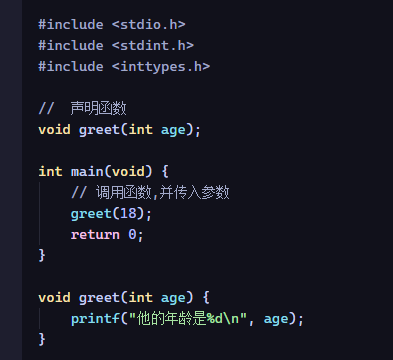 #include <stdio.h>
#include <stdint.h>
#include <inttypes.h>
//  声明函数
void greet(int age);
int main(void) {
// 调用函数,并传入参数
greet(18);
return 0;
}
void greet(int age) {
printf("他的年龄是%d\n", age);
}